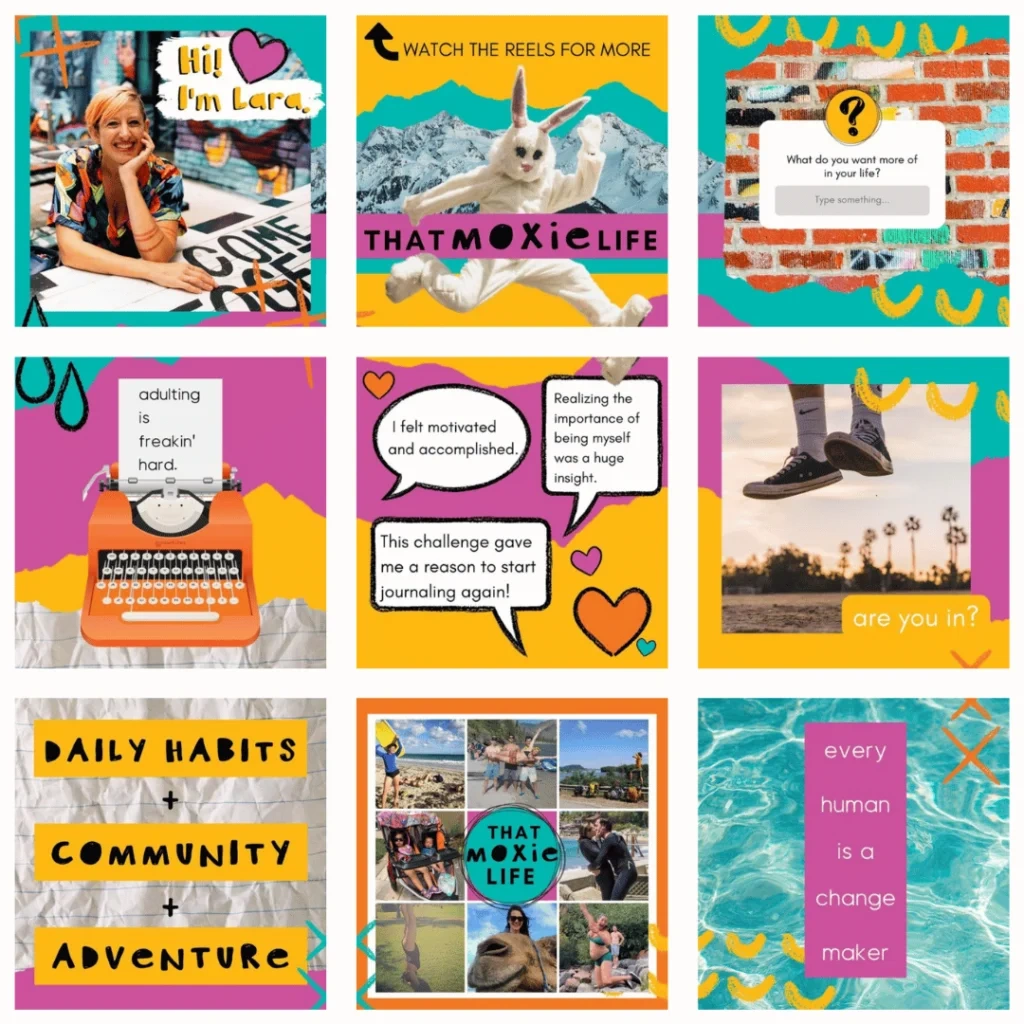 Hi!
I'm Lara.
COME
WATCH THE REELS FOR MORE
THAT MOXIE LIFE
?
What do you want more of
in your life?
Type something...
adulting
is
freakin'
hard.
I felt motivated
and accomplished.
Realizing the
importance of
being myself
was a huge
insight.
This challenge gave
me a reason to start
journaling again!
are you in?
DAILY HABITS
+
COMMUNITY
+
ADVENTURE
THAT
MOXIE
LIFE
every
human
is a
change
maker